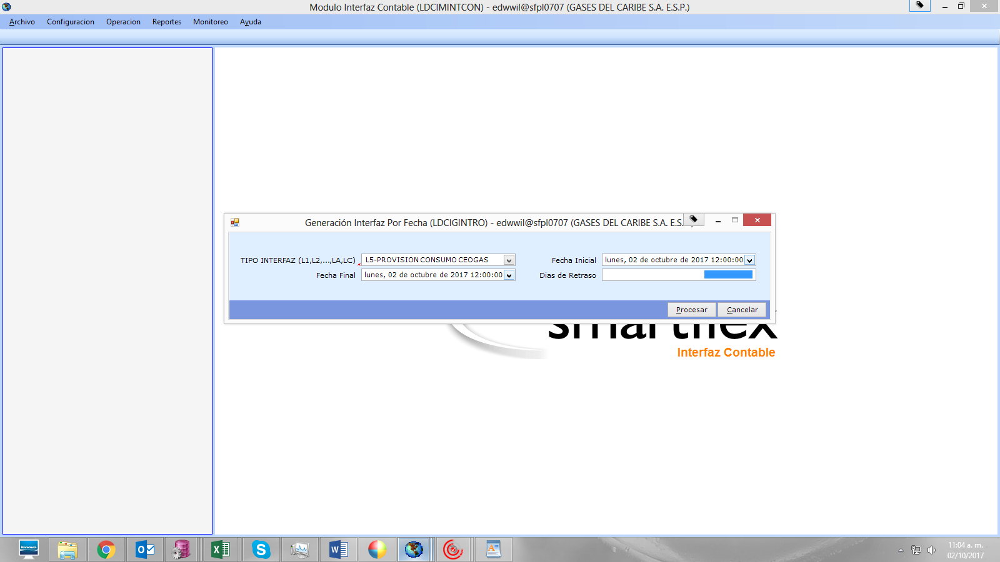 Modulo Interfaz Contable (LDCIMINTCON) - edwwil@sfpl0707 (GASES DEL CARIBE S.A. E.S.P.)
Archivo Configuracion Operacion Reportes Monitoreo Ayuda
Generación Interfaz Por Fecha (LDCIGINTRO) - edwwil@sfpl0707 (GASES DEL CARIBE S.A. E.S.
TIPO INTERFAZ (L1,L2,...,LA,LC) * L5-PROVISION CONSUMO CEOGAS Fecha Inicial lunes, 02 de octubre de 2017 12:00:00
Fecha Final lunes, 02 de octubre de 2017 12:00:00 Dias de Retraso
Procesar Cancelar
smartflex
Interfaz Contable
lenovo
11:04 a. m.
02/10/2017